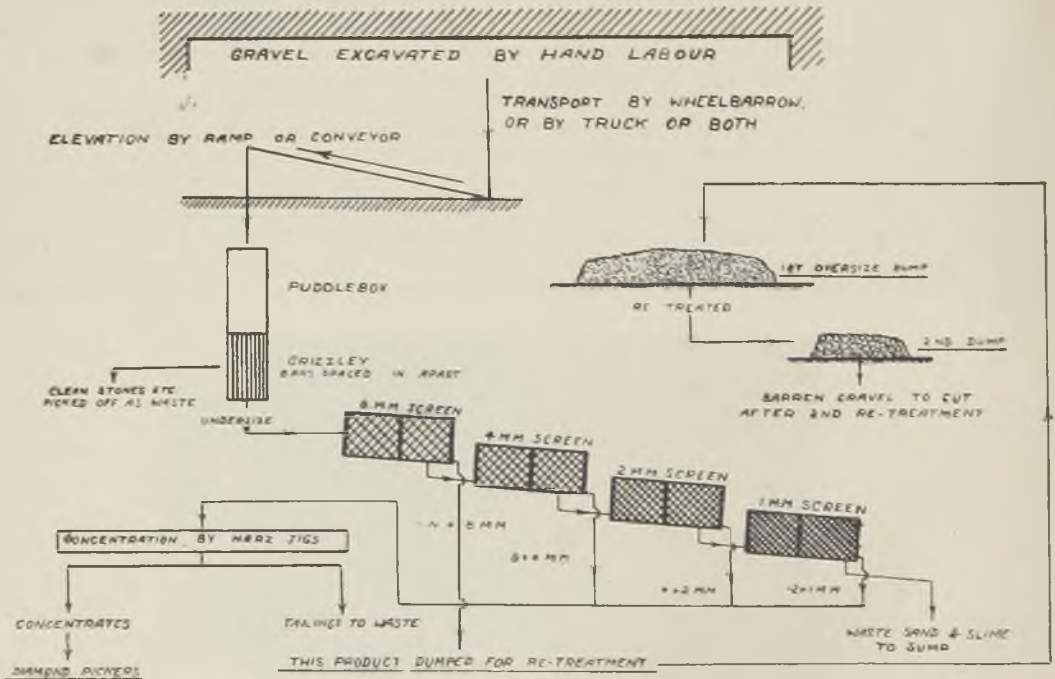 GRAVEL EXCAVATED BY HAND LABOUR
TRANSPORT BY WHEELBARROW,
OR BY TRUCK OR BOTH
ELEVATION BY RAMP OR CONVEYOR
PUDDLEBOX
1ST OVERSIZE DUMP
RE TREATED
2ND DUMP
GRIZZLEY
BARS SPACED IN APART
CLEAN STONES ETC
PICKED OFF AS WASTE
BARREN GRAVEL TO CUT
AFTER 2ND RE-TREATMENT
UNDERSIZE
8 MM SCREEN
4 MM SCREEN
2 MM SCREEN
1 MM SCREEN
+ 8 MM
CONCENTRATION BY HARZ JIGS
8+4 MM
+2 MM
-2+1 MM
CONCENTRATES
TAILINGS TO WASTE
WASTE SAND & SLIME
TO SUMP
THIS PRODUCT DUMPED FOR RE-TREATMENT
DIAMOND PICKERS